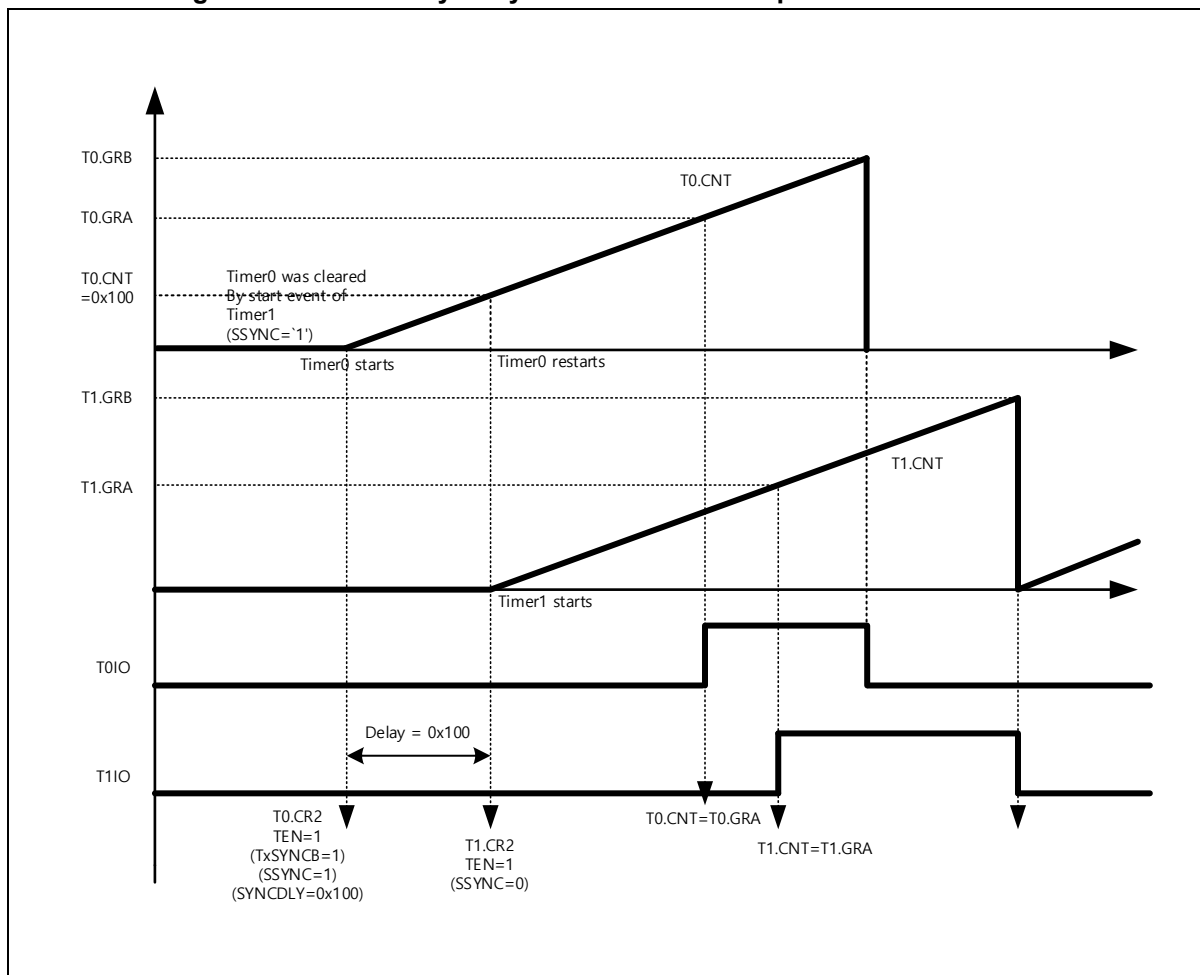 T0.GRB
T0.CNT
T0.GRA
T0.CNT
=0x100
Timer0 was cleared
By start event of
Timer1
(SSYNC=`1')
Timer0 starts
Timer0 restarts
T1.GRB
T1.CNT
T1.GRA
Timer1 starts
T0IO
Delay = 0x100
T1IO
T0.CR2
TEN=1
(TxSYNCB=1)
(SSYNC=1)
(SYNCDLY=0x100)
T1.CR2
TEN=1
(SSYNC=0)
T0.CNT=T0.GRA
T1.CNT=T1.GRA